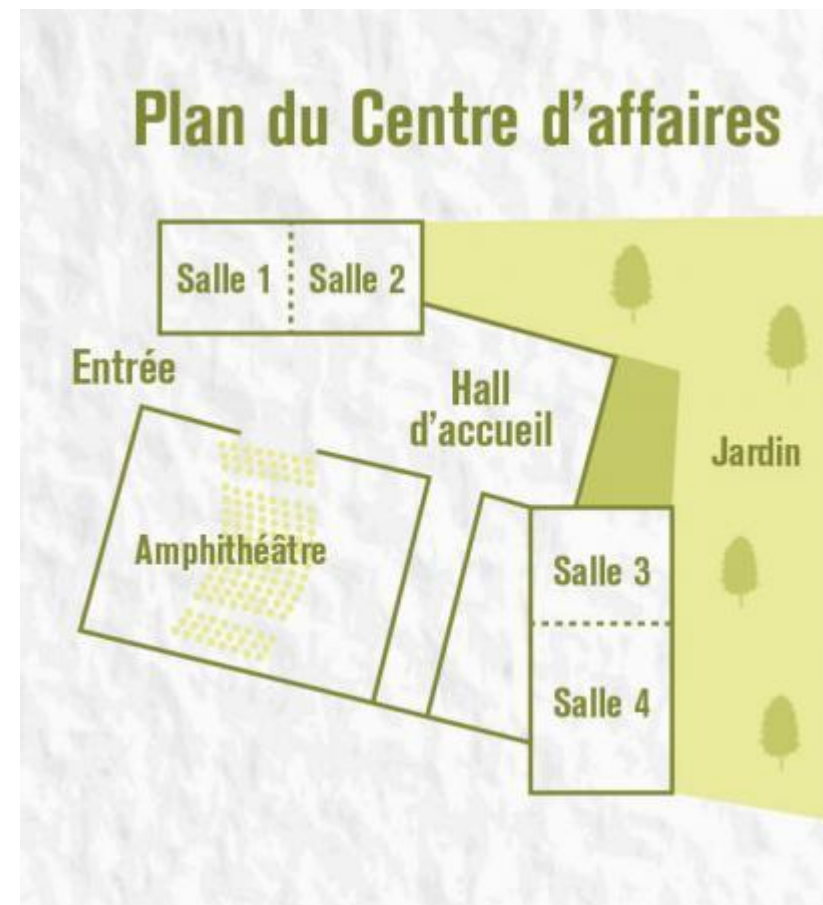 Plan du Centre d’affaires
Salle 1
Salle 2
Entrée
Hall
d’accueil
Jardin
Amphithéâtre
Salle 3
Salle 4